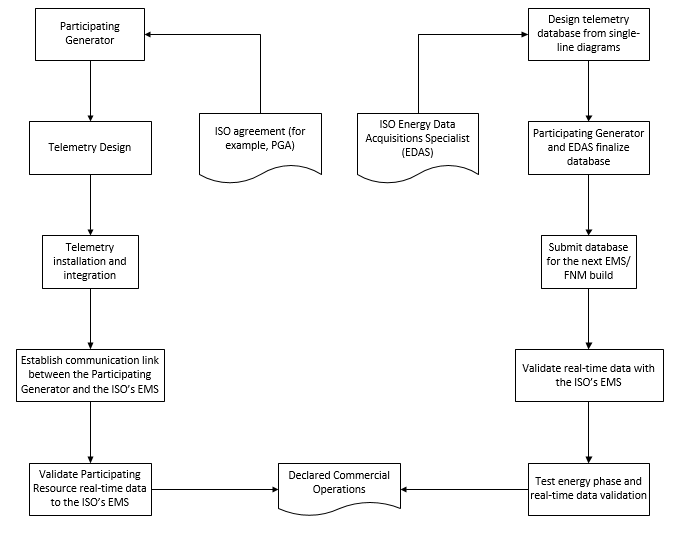 Participating
Generator
Design telemetry
database from single-
line diagrams
ISO agreement (for
example, PGA)
ISO Energy Data
Acquisitions Specialist
(EDAS)
Telemetry Design
Participating Generator
and EDAS finalize
database
Telemetry
installation and
integration
Submit database
for the next EMS/
FNM build
Establish communication link
between the Participating
Generator and the ISO's EMS
Validate real-time data with
the ISO's EMS
Validate Participating
Resource real-time data
to the ISO's EMS
Declared Commercial
Operations
Test energy phase and
real-time data validation